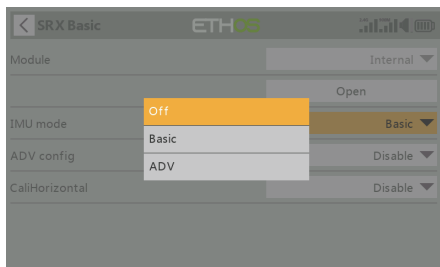 SRX Basic
ETHOS
Module
Internal
Open
Off
IMU mode
Basic
Basic
ADV config
ADV
Disable
CaliHorizontal
Disable